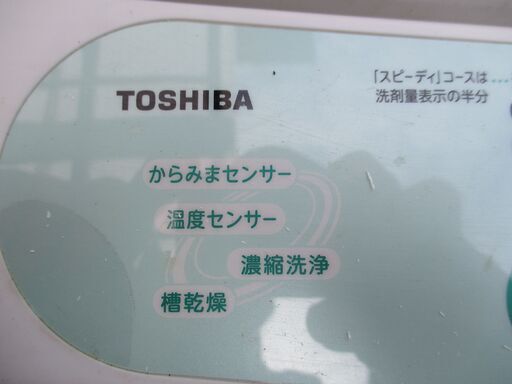 TOSHIBA
「スピーディ」コースは
洗剤量表示の半分
からみまセンサー
温度センサー
濃縮洗浄
槽乾燥